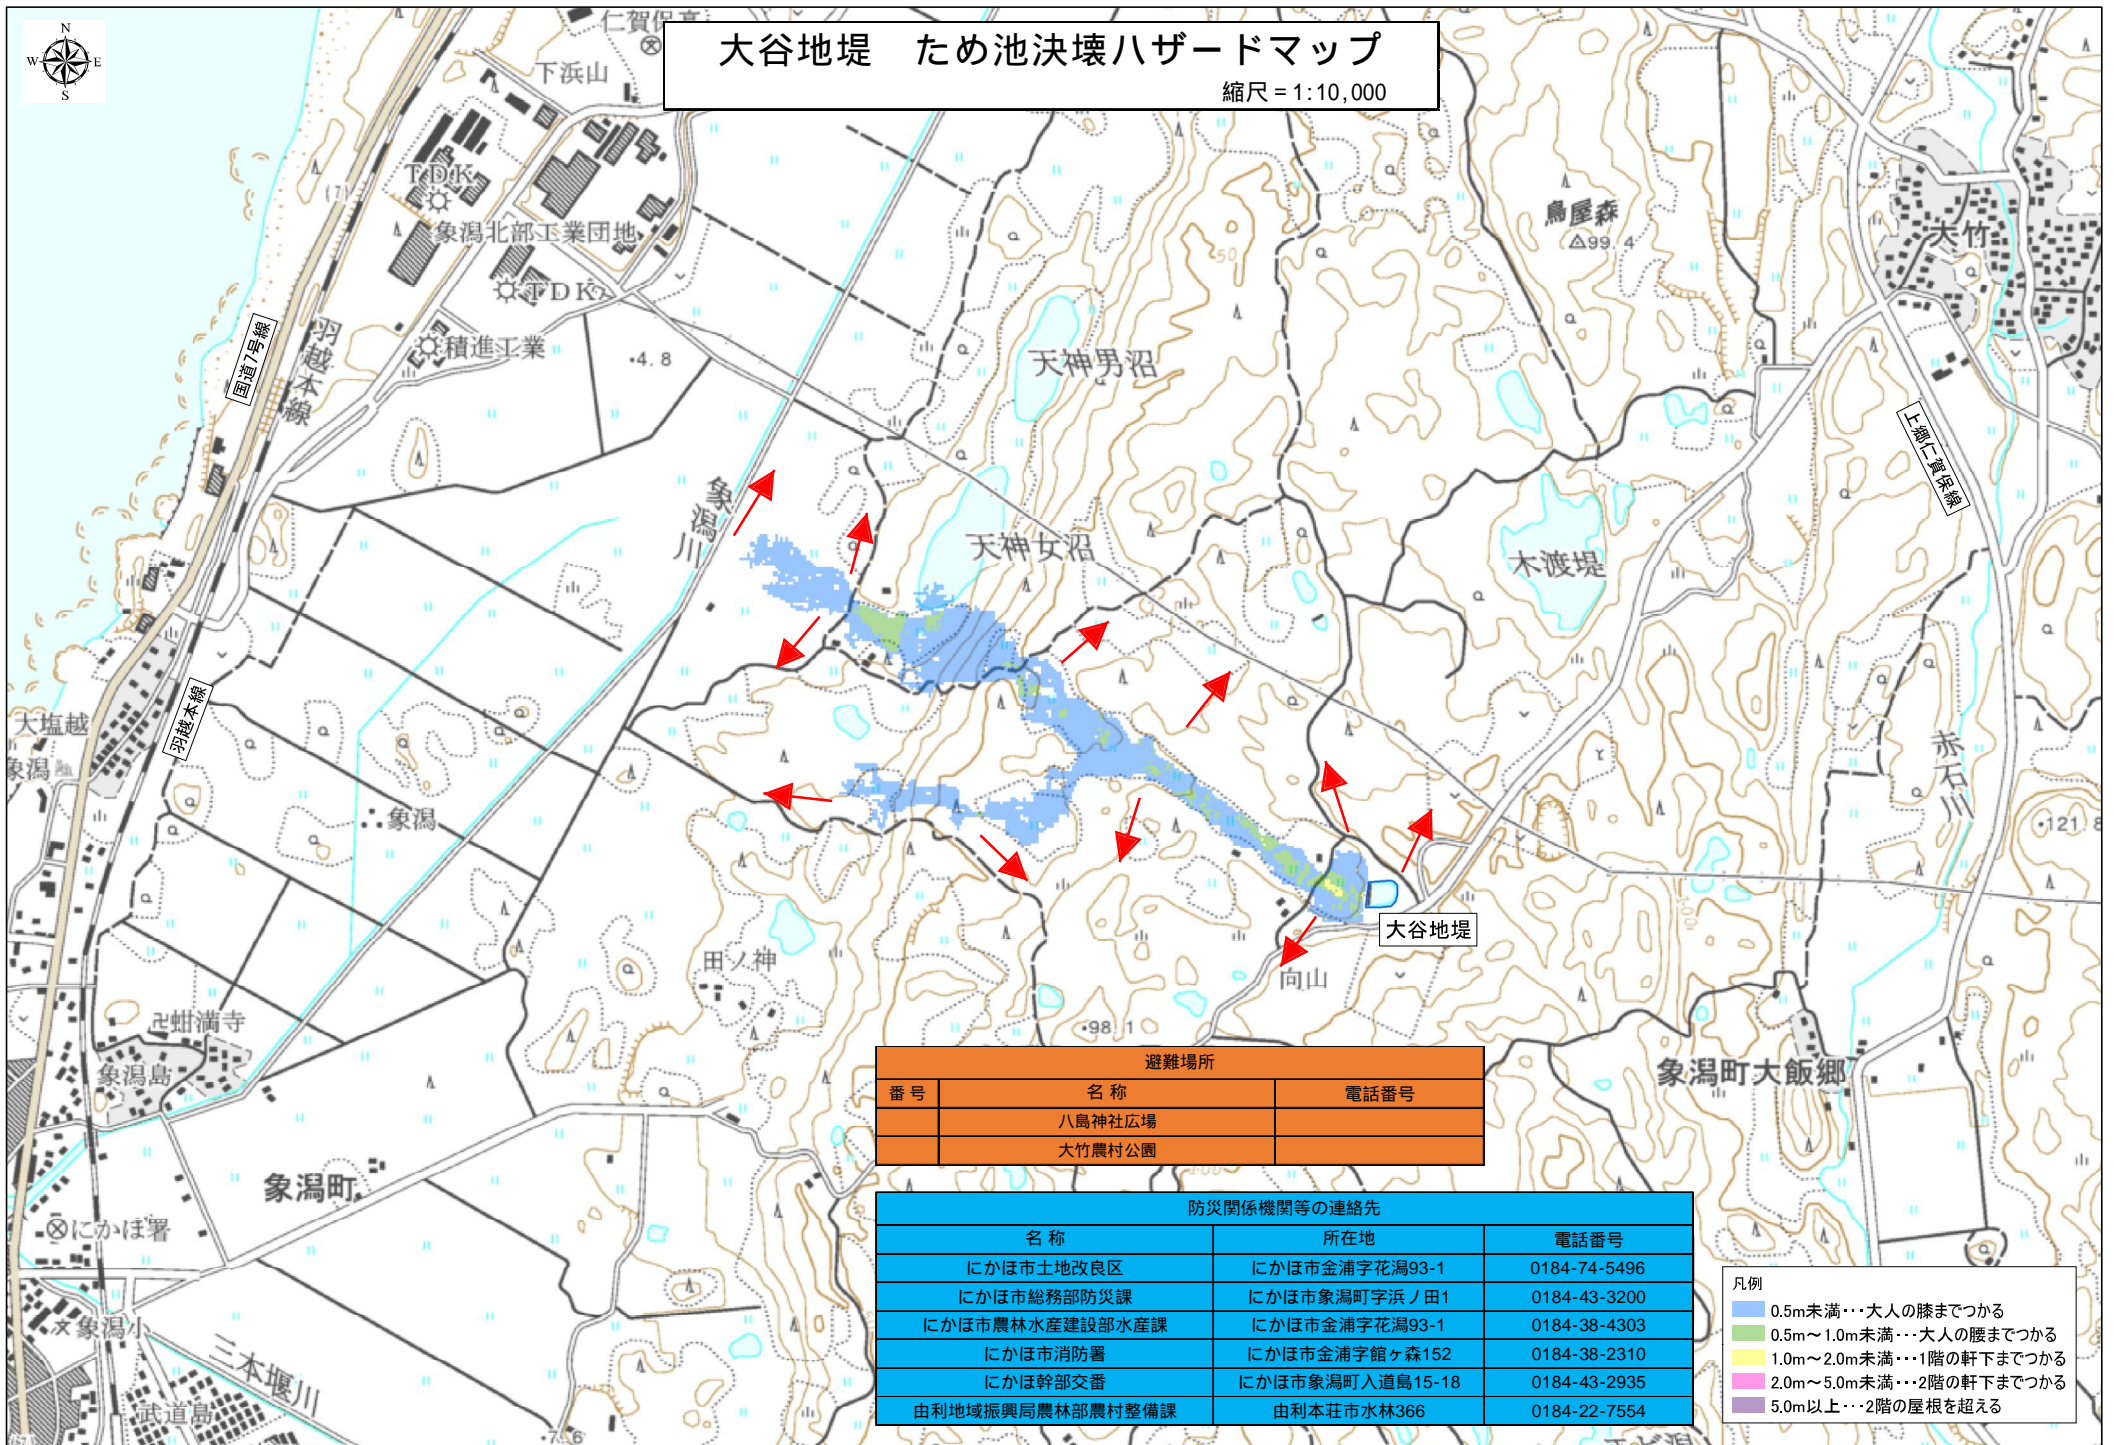 大谷地堤　ため池決壊ハザードマップ
縮尺 = 1:10,000
N
W
E
S
仁賀保高
下浜山
TDK
(7)
象潟北部工業団地
TDK
積進工業
・4.8
羽越本線
国道7号線
天神男沼
50
鳥屋森
99.4
大竹
上郷仁賀保線
象潟川
天神女沼
木渡堤
大塩越
象潟
羽越本線
象潟
赤石川
・121.8
100
大谷地堤
向山
田ノ神
・98.1
蚶満寺
象潟島
象潟町大飯郷
象潟町
にかほ署
象潟小
三本堰川
武道島
・7.6
(57)
避難場所
番号 名称 電話番号
八島神社広場
大竹農村公園
100
防災関係機関等の連絡先
名称 所在地 電話番号
にかほ市土地改良区 にかほ市金浦字花潟93-1 0184-74-5496
にかほ市総務部防災課 にかほ市象潟町字浜ノ田1 0184-43-3200
にかほ市農林水産建設部水産課 にかほ市金浦字花潟93-1 0184-38-4303
にかほ市消防署 にかほ市金浦字館ヶ森152 0184-38-2310
にかほ幹部交番 にかほ市象潟町入道島15-18 0184-43-2935
由利地域振興局農林部農村整備課 由利本荘市水林366 0184-22-7554
凡例
0.5m未満･･･大人の膝までつかる
0.5m～1.0m未満･･･大人の腰までつかる
1.0m～2.0m未満･･･1階の軒下までつかる
2.0m～5.0m未満･･･2階の軒下までつかる
5.0m以上･･･2階の屋根を超える